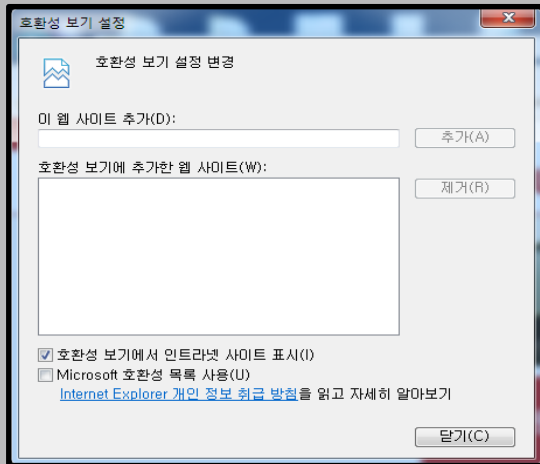 호환성 보기 설정
호환성 보기 설정 변경
이 웹 사이트 추가(D):
추가(A)
호환성 보기에 추가한 웹 사이트(W):
제거(R)
호환성 보기에서 인트라넷 사이트 표시(I)
Microsoft 호환성 목록 사용(U)
Internet Explorer 개인 정보 취급 방침을 읽고 자세히 알아보기
닫기(C)